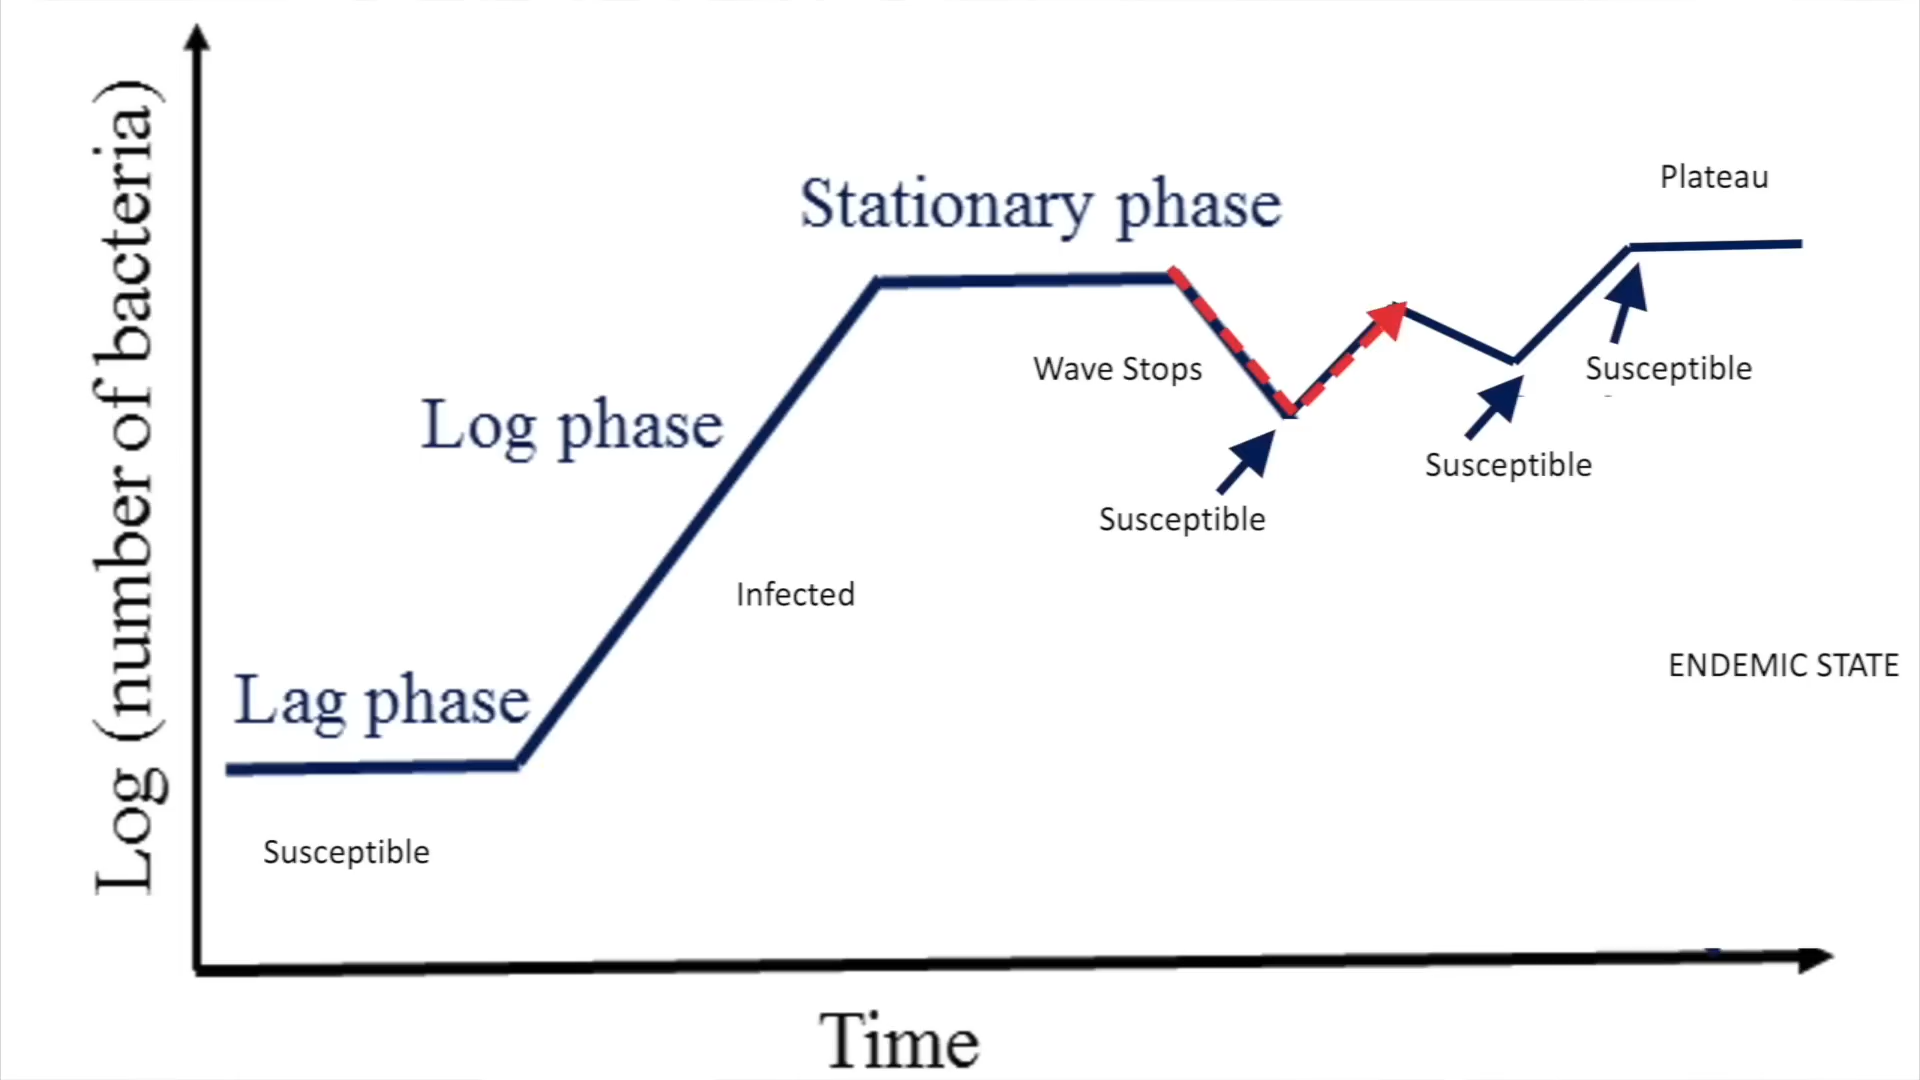 Log (number of bacteria)
Stationary phase
Plateau
Wave Stops
Susceptible
Log phase
Susceptible
Susceptible
Infected
ENDEMIC STATE
Lag phase
Susceptible
Time